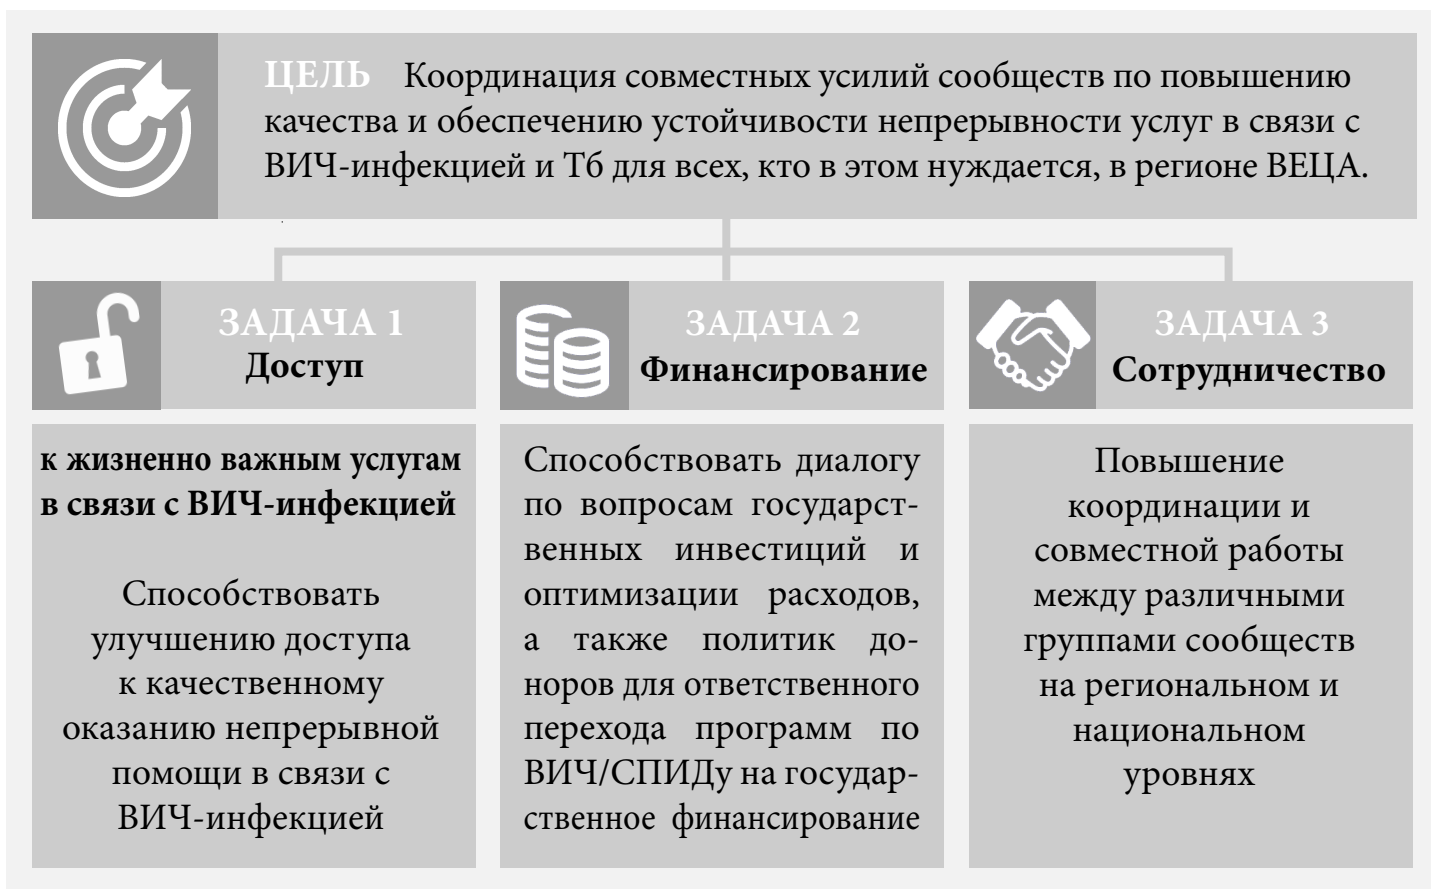 ЦЕЛЬ Координация совместных усилий сообществ по повышению
качества и обеспечению устойчивости непрерывности услуг в связи с
ВИЧ-инфекцией и Тб для всех, кто в этом нуждается, в регионе ВЕЦА.
ЗАДАЧА 1
Доступ
к жизненно важным услугам
в связи с ВИЧ-инфекцией
Способствовать
улучшению доступа
к качественному
оказанию непрерывной
помощи в связи с
ВИЧ-инфекцией
ЗАДАЧА 2
Финансирование
Способствовать диалогу
по вопросам государст-
венных инвестиций и
оптимизации расходов,
а также политик до-
норов для ответственного
перехода программ по
ВИЧ/СПИДу на государ-
ственное финансирование
ЗАДАЧА 3
Сотрудничество
Повышение
координации и
совместной работы
между различными
группами сообществ
на региональном и
национальном
уровнях